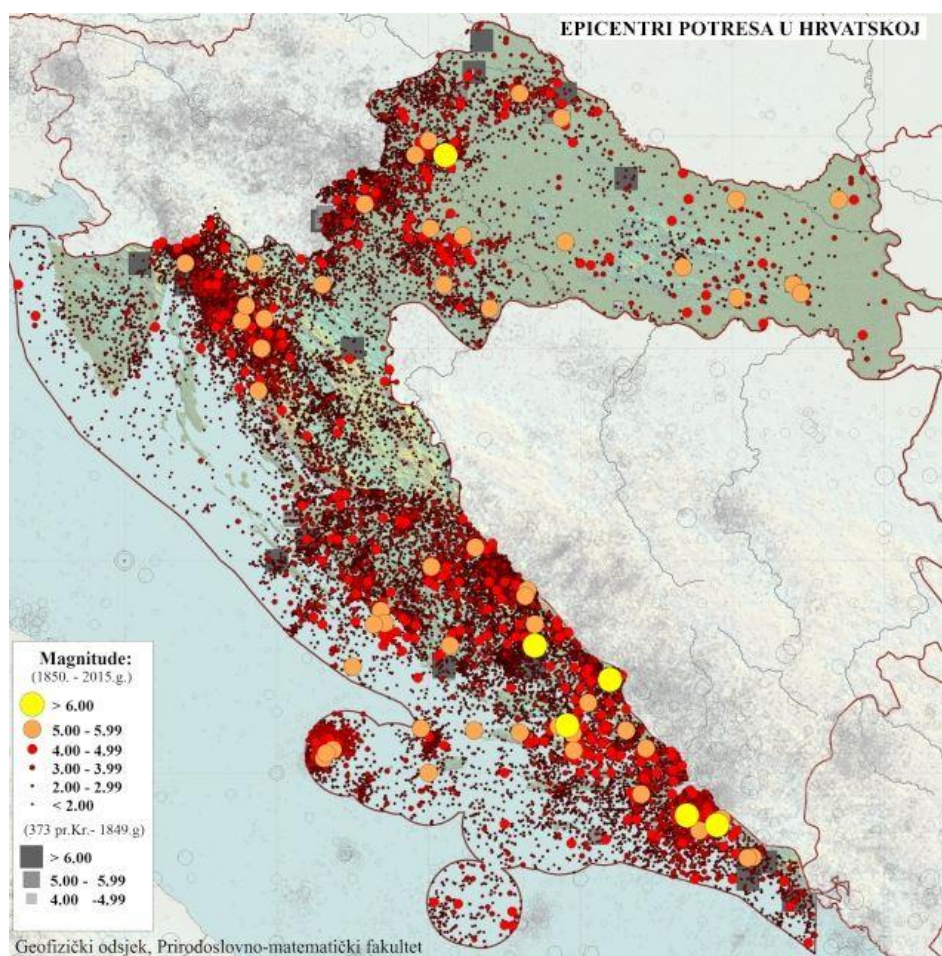 EPICENTRI POTRESA U HRVATSKOJ
Magnitude:
(1850. - 2015.g.)
> 6.00
5.00 - 5.99
4.00 - 4.99
3.00 - 3.99
2.00 - 2.99
< 2.00
(373 pr.Kr.- 1849.g)
> 6.00
5.00 - 5.99
4.00 -4.99
Geofizički odsjek, Prirodoslovno-matematički fakultet